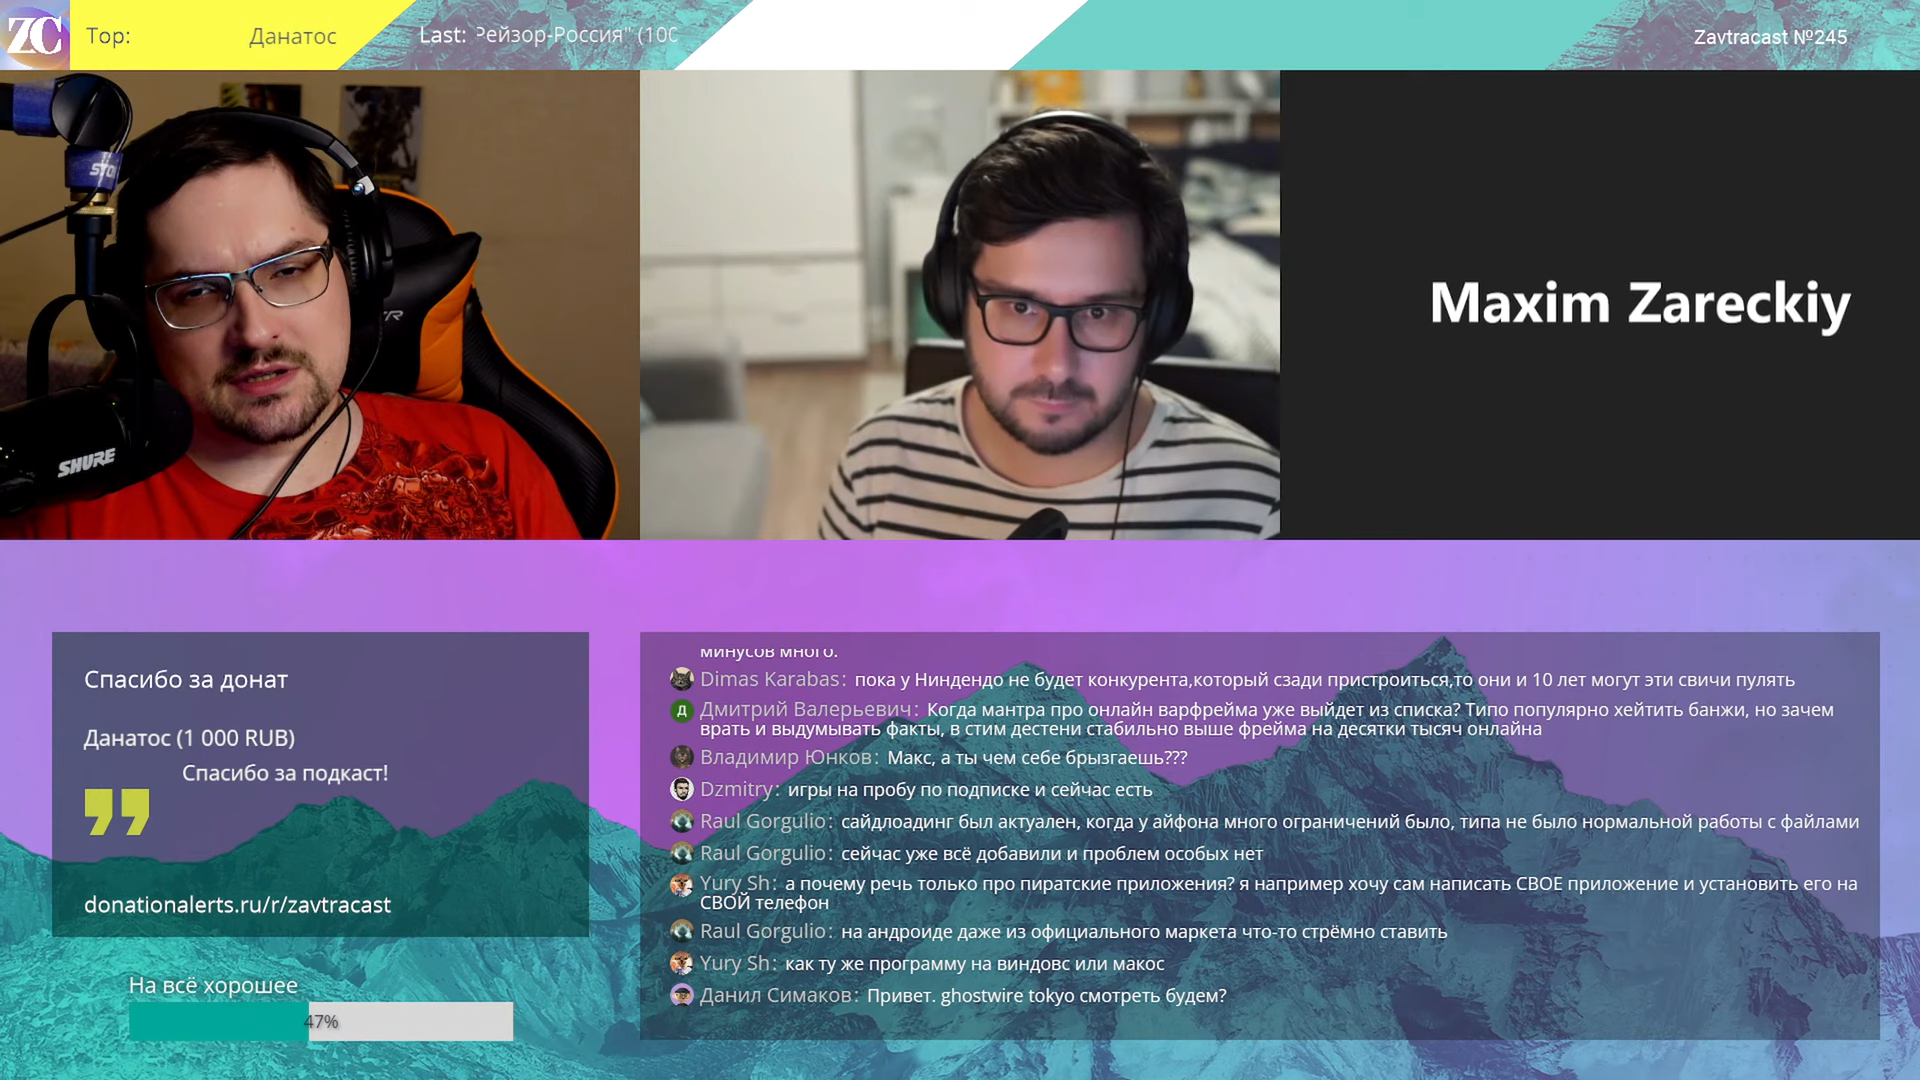 ZC
Top:
Данатос
Last: Рейзор-Россия" (100
Zavtracast №245
STO
SHURE
Maxim Zareckiy
Спасибо за донат
Данатос (1 000 RUB)
Спасибо за подкаст!
donationalerts.ru/r/zavtracast
На всё хорошее
47%
минусов много.
Dimas Karabas: пока у Ниндендо не будет конкурента,который сзади пристроиться,то они и 10 лет могут эти свичи пулять
Д
Дмитрий Валерьевич: Когда мантра про онлайн варфрейма уже выйдет из списка? Типо популярно хейтить банжи, но зачем
врать и выдумывать факты, в стим дестени стабильно выше фрейма на десятки тысяч онлайна
Владимир Юнков: Макс, а ты чем себе брызгаешь???
Dzmitry: игры на пробу по подписке и сейчас есть
Raul Gorgulio: сайдлоадинг был актуален, когда у айфона много ограничений было, типа не было нормальной работы с файлами
Raul Gorgulio: сейчас уже всё добавили и проблем особых нет
Yury Sh: а почему речь только про пиратские приложения? я например хочу сам написать СВОЕ приложение и установить его на
СВОЙ телефон
Raul Gorgulio: на андроиде даже из официального маркета что-то стрёмно ставить
Yury Sh: как ту же программу на виндовс или макос
Данил Симаков: Привет. ghostwire tokyo смотреть будем?